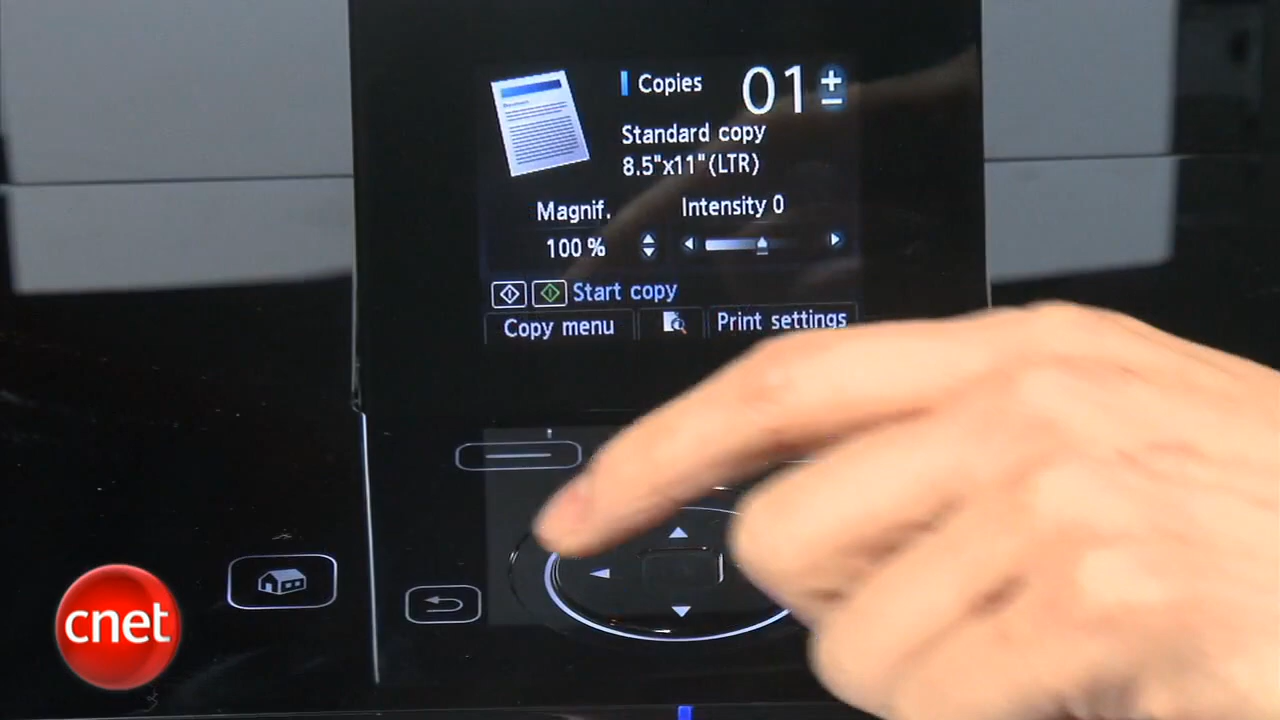 Copies 01
Standard copy
8.5"x11"(LTR)
Magnif. Intensity 0
100 %
Start copy
Copy menu Print settings
cnet